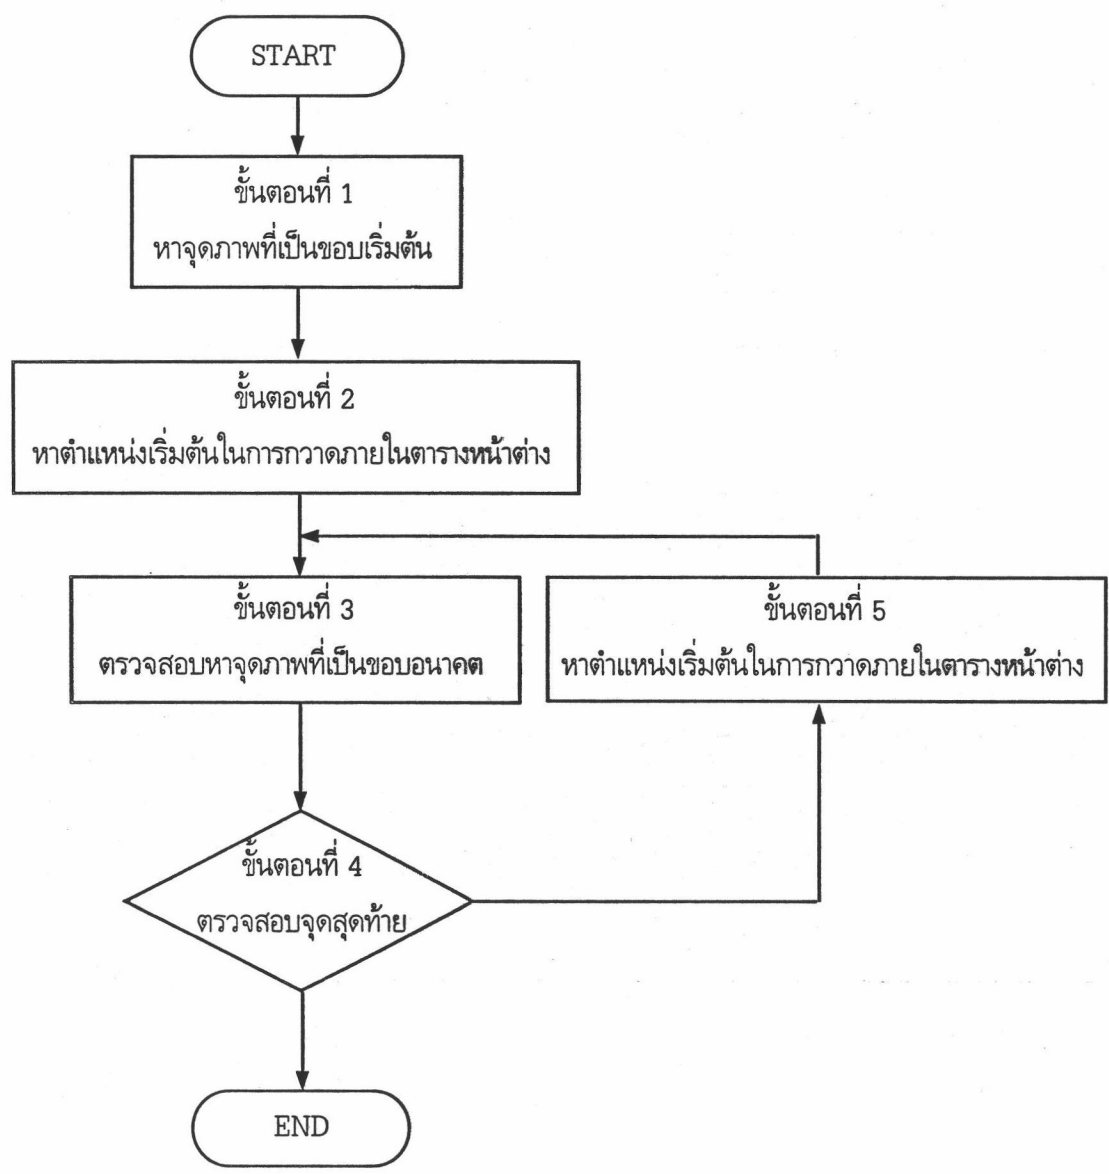 START
ขั้นตอนที่ 1
หาจุดภาพที่เป็นขอบเริ่มต้น
ขั้นตอนที่ 2
หาตำแหน่งเริ่มต้นในการกวาดภายในตารางหน้าต่าง
ขั้นตอนที่ 3
ตรวจสอบหาจุดภาพที่เป็นขอบอนาคต
ขั้นตอนที่ 5
หาตำแหน่งเริ่มต้นในการกวาดภายในตารางหน้าต่าง
ขั้นตอนที่ 4
ตรวจสอบจุดสุดท้าย
END